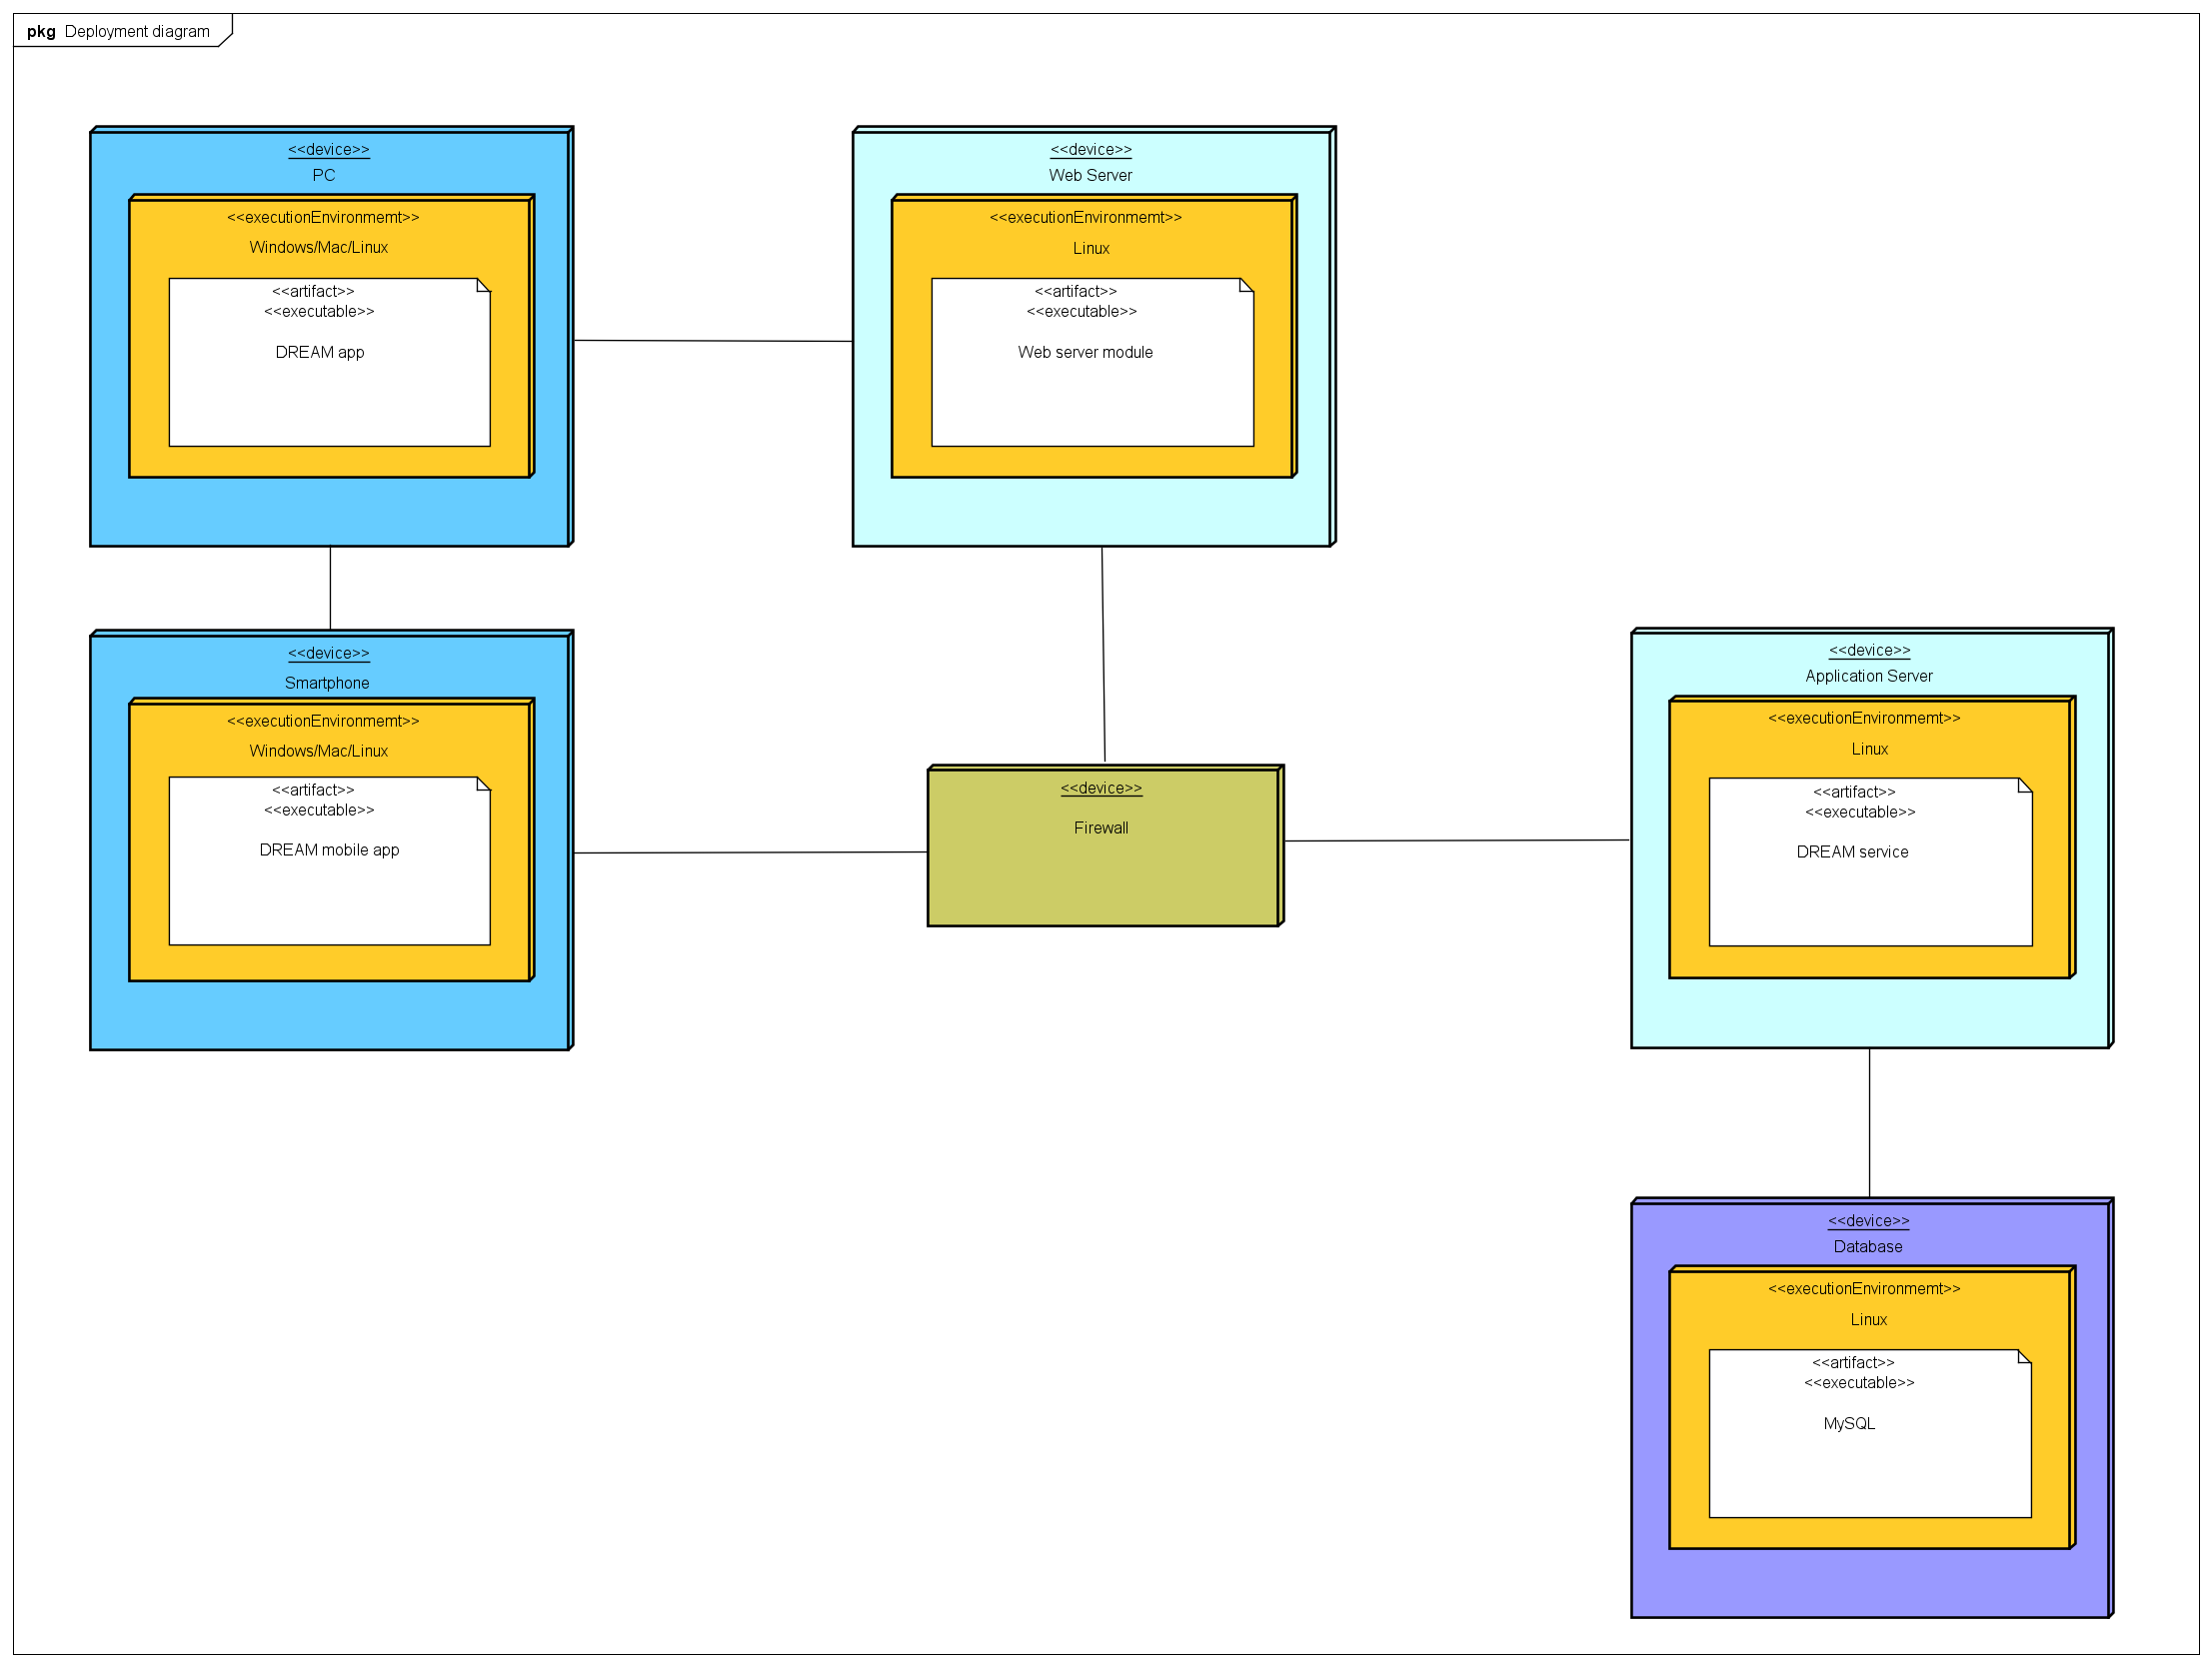 pkg Deployment diagram
<<device>>
PC
<<executionEnvironmemt>>
Windows/Mac/Linux
<<artifact>>
<<executable>>
DREAM app
<<device>>
Web Server
<<executionEnvironmemt>>
Linux
<<artifact>>
<<executable>>
Web server module
<<device>>
Smartphone
<<executionEnvironmemt>>
Windows/Mac/Linux
<<artifact>>
<<executable>>
DREAM mobile app
<<device>>
Firewall
<<device>>
Application Server
<<executionEnvironmemt>>
Linux
<<artifact>>
<<executable>>
DREAM service
<<device>>
Database
<<executionEnvironmemt>>
Linux
<<artifact>>
<<executable>>
MySQL